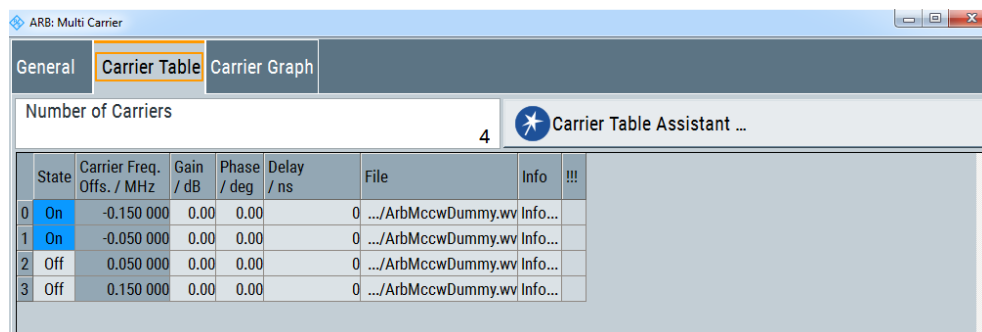 ARB: Multi Carrier
General Carrier Table Carrier Graph
Number of Carriers
4
Carrier Table Assistant ...
State Carrier Freq. Offs. / MHz Gain / dB Phase / deg Delay / ns File Info !!!
0 On -0.150 000 0.00 0.00 0 .../ArbMccwDummy.wv Info...
1 On -0.050 000 0.00 0.00 0 .../ArbMccwDummy.wv Info...
2 Off 0.050 000 0.00 0.00 0 .../ArbMccwDummy.wv Info...
3 Off 0.150 000 0.00 0.00 0 .../ArbMccwDummy.wv Info...